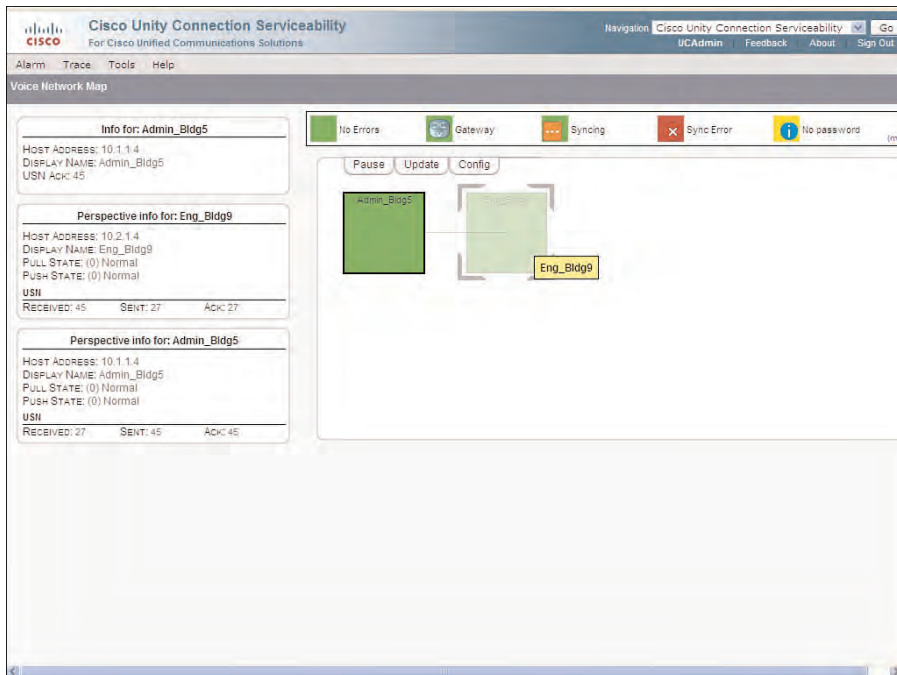 CISCO
Cisco Unity Connection Serviceability
For Cisco Unified Communications Solutions
Navigation Cisco Unity Connection Serviceability Go
UCAdmin Feedback About Sign Out
Alarm Trace Tools Help
Voice Network Map
Info for: Admin_Bldg5
HOST ADDRESS: 10.1.1.4
DISPLAY NAME: Admin_Bldg5
USN ACK: 45
No Errors
Gateway
Syncing
Sync Error
No password
Pause Update Config
Admin_Bldg5
Eng_Bldg9
Perspective info for: Eng_Bldg9
HOST ADDRESS: 10.2.1.4
DISPLAY NAME: Eng_Bldg9
PULL STATE: (0) Normal
PUSH STATE: (0) Normal
USN
RECEIVED: 45 SENT: 27 ACK: 27
Perspective info for: Admin_Bldg5
HOST ADDRESS: 10.1.1.4
DISPLAY NAME: Admin_Bldg5
PULL STATE: (0) Normal
PUSH STATE: (0) Normal
USN
RECEIVED: 27 SENT: 45 ACK: 45